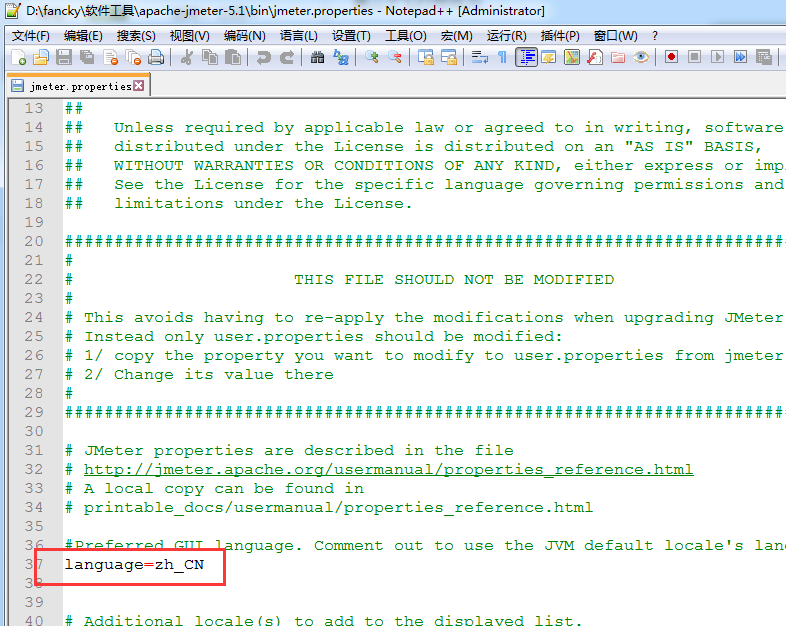 D:\fancky\软件工具\apache-jmeter-5.1\bin\jmeter.properties - Notepad++ [Administrator]
文件(F) 编辑(E) 搜索(S) 视图(V) 编码(N) 语言(L) 设置(T) 工具(O) 宏(M) 运行(R) 插件(P) 窗口(W) ?
jmeter.properties
13 ##
14 ## Unless required by applicable law or agreed to in writing, software
15 ## distributed under the License is distributed on an "AS IS" BASIS,
16 ## WITHOUT WARRANTIES OR CONDITIONS OF ANY KIND, either express or imp
17 ## See the License for the specific language governing permissions and
18 ## limitations under the License.
19
20 ########################################################################
21 #
22 # THIS FILE SHOULD NOT BE MODIFIED
23 #
24 # This avoids having to re-apply the modifications when upgrading JMeter
25 # Instead only user.properties should be modified:
26 # 1/ copy the property you want to modify to user.properties from jmeter
27 # 2/ Change its value there
28 #
29 ########################################################################
30
31 # JMeter properties are described in the file
32 # http://jmeter.apache.org/usermanual/properties_reference.html
33 # A local copy can be found in
34 # printable_docs/usermanual/properties_reference.html
35
36 #Preferred GUI language. Comment out to use the JVM default locale's lan
37 language=zh_CN
38
39
40 # Additional locale(s) to add to the displayed list.